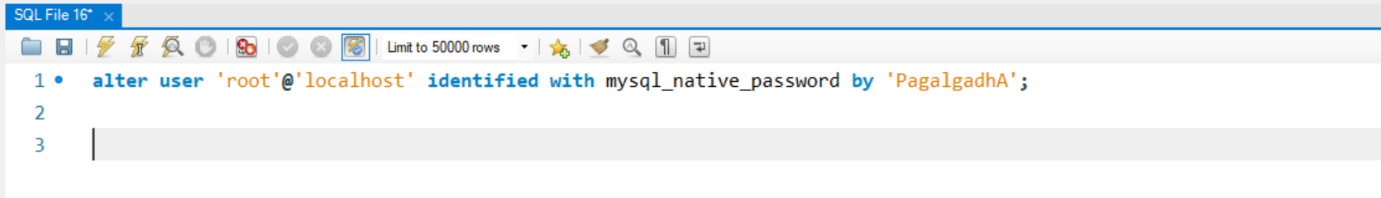 SQL File 16*
Limit to 50000 rows
1 alter user 'root'@'localhost' identified with mysql_native_password by 'PagalgadhA';
2
3